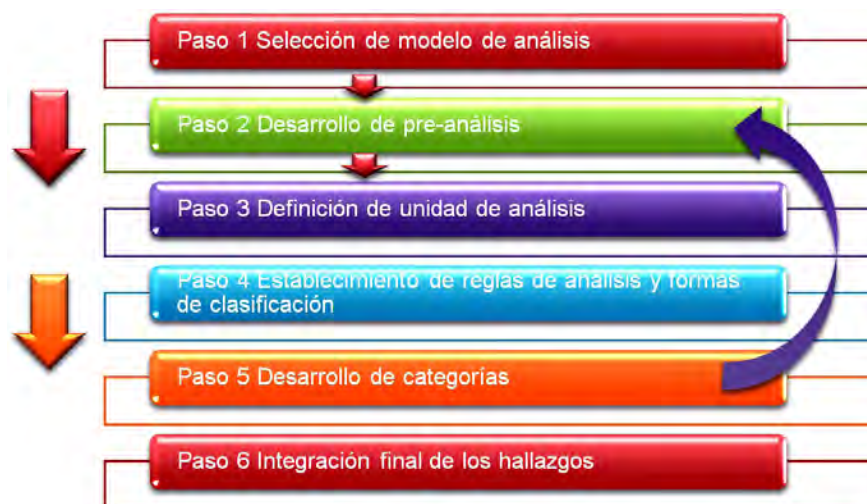 Paso 1 Selección de modelo de análisis
Paso 2 Desarrollo de pre-análisis
Paso 3 Definición de unidad de análisis
Paso 4 Establecimiento de reglas de análisis y formas
de clasificación
Paso 5 Desarrollo de categorías
Paso 6 Integración final de los hallazgos